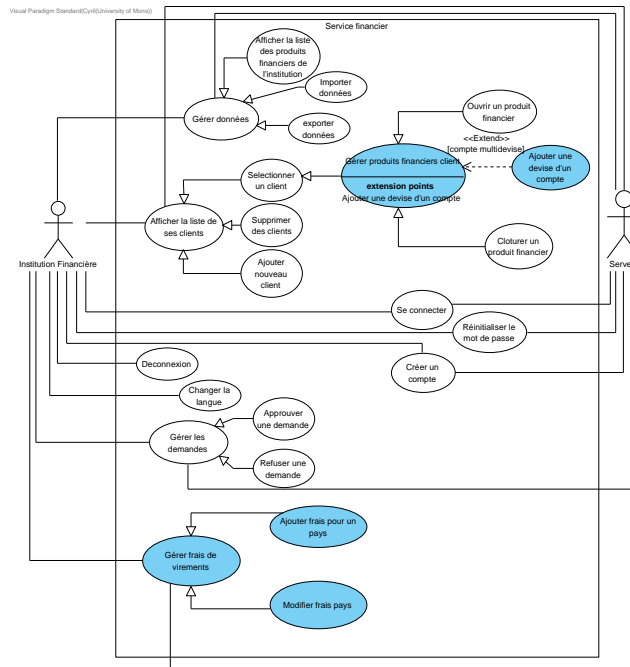 Visual Paradigm Standard(Cyril(University of Mons))
Service financier
Afficher la liste
des produits
financiers de
l'institution
Importer
données
Gérer données
exporter
données
Ouvrir un produit
financier
<<Extend>>
[compte multidevise]
Gérer produits financiers client
extension points
Ajouter une devise d'un compte
Ajouter une
devise d'un
compte
Selectionner
un client
Afficher la liste de
ses clients
Supprimer
des clients
Ajouter
nouveau
client
Cloturer un
produit financier
Institution Financière
Serve
Se connecter
Réinitialiser le
mot de passe
Créer un
compte
Deconnexion
Changer la
langue
Approuver
une demande
Gérer les
demandes
Refuser une
demande
Ajouter frais pour un
pays
Gérer frais de
virements
Modifier frais pays